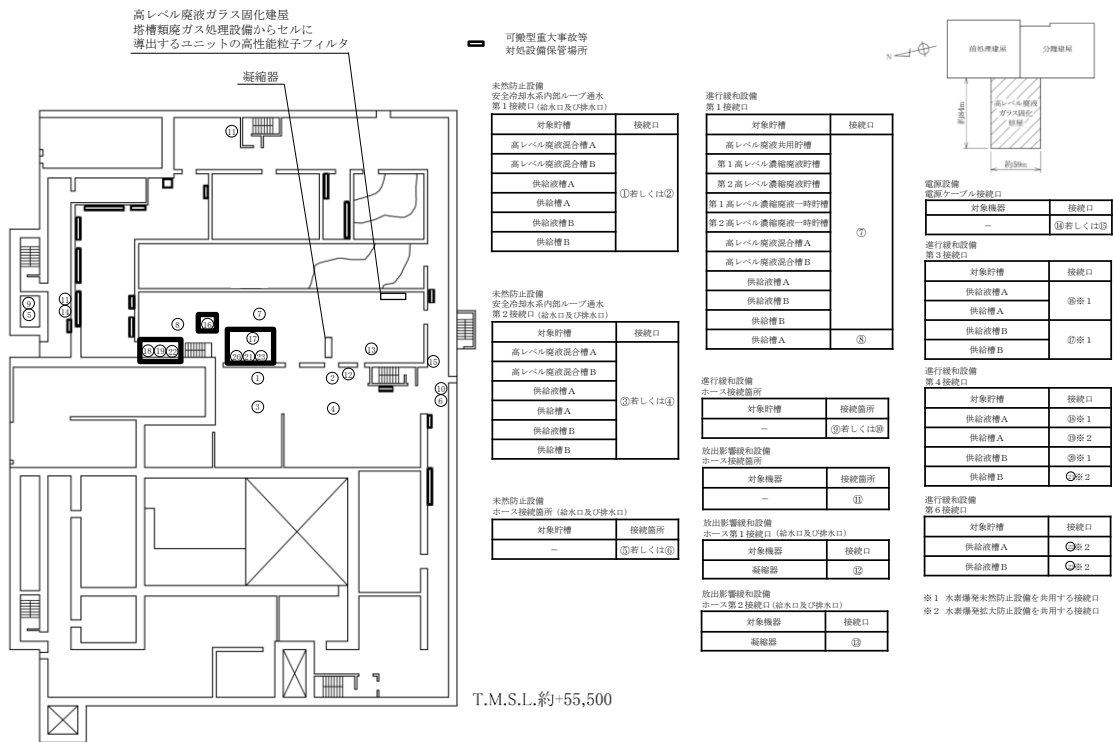 高レベル廃液ガラス固化建屋
塔槽類廃ガス処理設備からセルに
導出するユニットの高性能粒子フィルタ
凝縮器
可搬型重大事故等
対処設備保管場所
N
前処理建屋
分離建屋
高レベル廃液
ガラス固化
建屋
約84m
約59m
⑪
⑨
⑤
⑪
⑭
⑧
⑯
⑦
⑰
⑱ ⑲ ㉒
⑳ ㉑ ㉓
⑬
⑮
①
②
⑫
③
④
⑩
⑥
T.M.S.L.約+55,500
未然防止設備
安全冷却水系内部ループ通水
第1接続口 (給水口及び排水口)
対象貯槽 接続口
高レベル廃液混合槽A
高レベル廃液混合槽B
供給液槽A
供給槽A
供給液槽B
供給槽B
①若しくは②
未然防止設備
安全冷却水系内部ループ通水
第2接続口 (給水口及び排水口)
対象貯槽 接続口
高レベル廃液混合槽A
高レベル廃液混合槽B
供給液槽A
供給槽A
供給液槽B
供給槽B
③若しくは④
未然防止設備
ホース接続箇所 (給水口及び排水口)
対象貯槽 接続箇所
－ ⑤若しくは⑥
進行緩和設備
第1接続口
対象貯槽 接続口
高レベル廃液共用貯槽
第1高レベル濃縮廃液貯槽
第2高レベル濃縮廃液貯槽
第1高レベル濃縮廃液一時貯槽
第2高レベル濃縮廃液一時貯槽
高レベル廃液混合槽A
高レベル廃液混合槽B
供給液槽A
供給液槽B
供給槽B
⑦
供給槽A ⑧
進行緩和設備
ホース接続箇所
対象貯槽 接続箇所
－ ⑨若しくは⑩
放出影響緩和設備
ホース接続箇所
対象機器 接続箇所
－ ⑪
放出影響緩和設備
ホース第1接続口 (給水口及び排水口)
対象機器 接続口
凝縮器 ⑫
放出影響緩和設備
ホース第2接続口 (給水口及び排水口)
対象機器 接続口
凝縮器 ⑬
電源設備
電源ケーブル接続口
対象機器 接続口
－ ⑭若しくは⑮
進行緩和設備
第3接続口
対象貯槽 接続口
供給液槽A
供給槽A
⑯※1
供給液槽B
供給槽B
⑰※1
進行緩和設備
第4接続口
対象貯槽 接続口
供給液槽A ⑱※1
供給槽A ⑲※2
供給液槽B ⑳※1
供給槽B ㉑※2
進行緩和設備
第6接続口
対象貯槽 接続口
供給液槽A ㉒※2
供給液槽B ㉓※2
※1 水素爆発未然防止設備を共用する接続口
※2 水素爆発拡大防止設備を共用する接続口